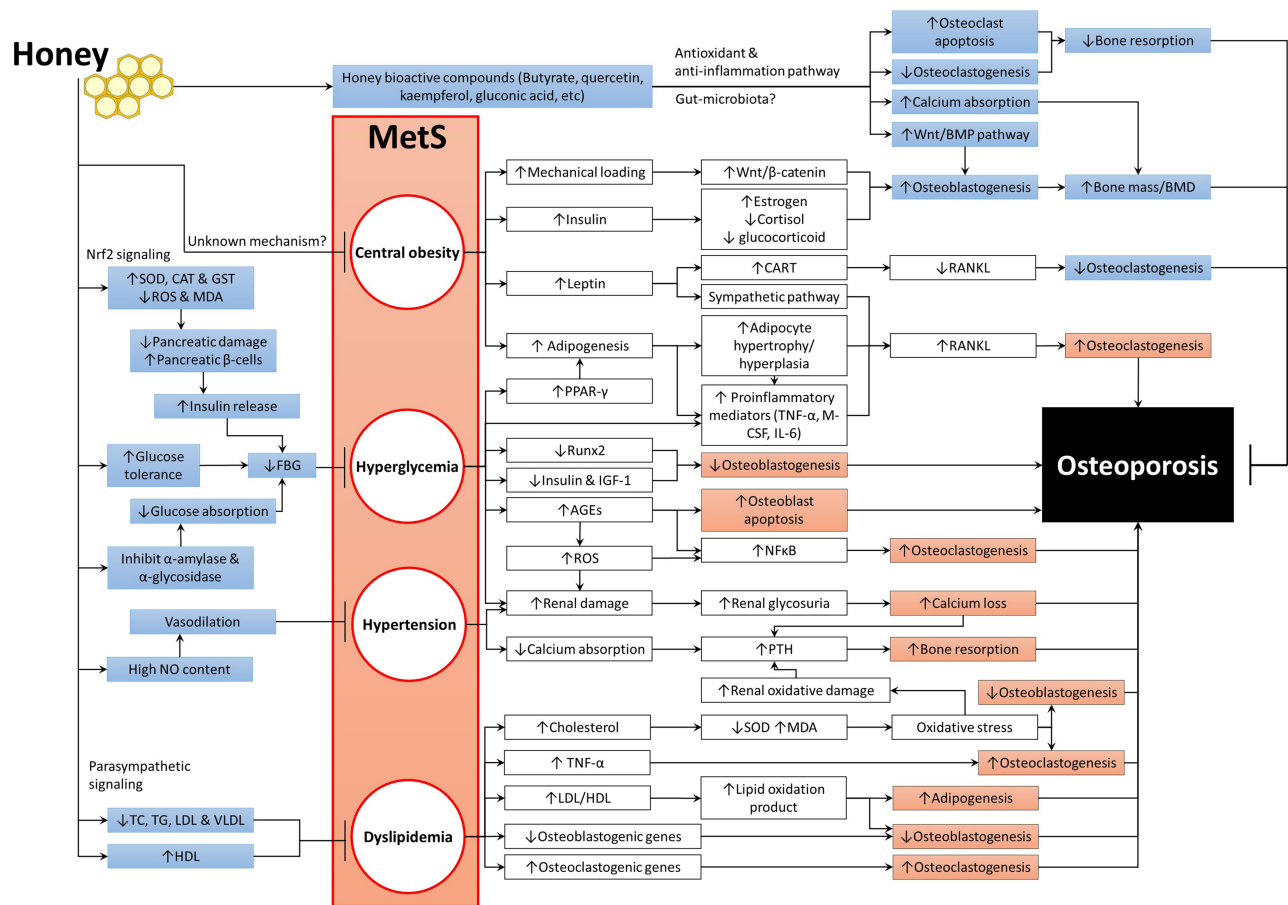 Honey
Honey bioactive compounds (Butyrate, quercetin,
kaempferol, gluconic acid, etc)
Antioxidant &
anti-inflammation pathway
Gut-microbiota?
↑Osteoclast
apoptosis
↓Osteoclastogenesis
↓Bone resorption
↑Calcium absorption
↑Wnt/BMP pathway
↑Osteoblastogenesis
↑Bone mass/BMD
MetS
Unknown mechanism?
Central obesity
↑Mechanical loading
↑Wnt/β-catenin
↑Insulin
↑Estrogen
↓Cortisol
↓ glucocorticoid
↑Leptin
↑CART
↓RANKL
↓Osteoclastogenesis
Sympathetic pathway
↑ Adipogenesis
↑Adipocyte
hypertrophy/
hyperplasia
↑RANKL
↑Osteoclastogenesis
↑PPAR-γ
↑ Proinflammatory
mediators (TNF-α, M-
CSF, IL-6)
Nrf2 signaling
↑SOD, CAT & GST
↓ROS & MDA
↓Pancreatic damage
↑Pancreatic β-cells
↑Insulin release
↑Glucose
tolerance
↓FBG
↓Glucose absorption
Inhibit α-amylase &
α-glycosidase
Hyperglycemia
↓Runx2
↓Insulin & IGF-1
↓Osteoblastogenesis
↑AGEs
↑Osteoblast
apoptosis
↑ROS
↑NFκB
↑Osteoclastogenesis
Osteoporosis
Vasodilation
High NO content
Hypertension
↑Renal damage
↑Renal glycosuria
↑Calcium loss
↓Calcium absorption
↑PTH
↑Bone resorption
↑Renal oxidative damage
↓Osteoblastogenesis
↑Cholesterol
↓SOD ↑MDA
Oxidative stress
↑ TNF-α
↑Osteoclastogenesis
Parasympathetic
signaling
↓TC, TG, LDL & VLDL
↑HDL
Dyslipidemia
↑LDL/HDL
↑Lipid oxidation
product
↑Adipogenesis
↓Osteoblastogenic genes
↓Osteoblastogenesis
↑Osteoclastogenic genes
↑Osteoclastogenesis